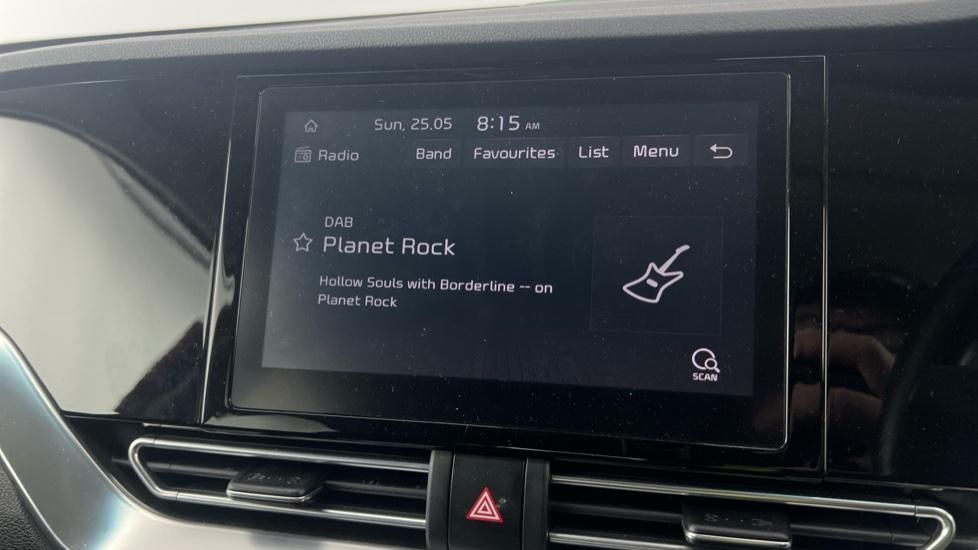 Sun, 25.05 8:15 AM
Radio Band Favourites List Menu
DAB
Planet Rock
Hollow Souls with Borderline -- on
Planet Rock
SCAN